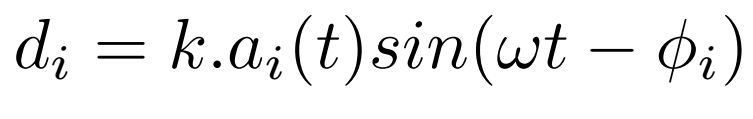 d_i = k.a_i(t)sin(ωt − ϕ_i)